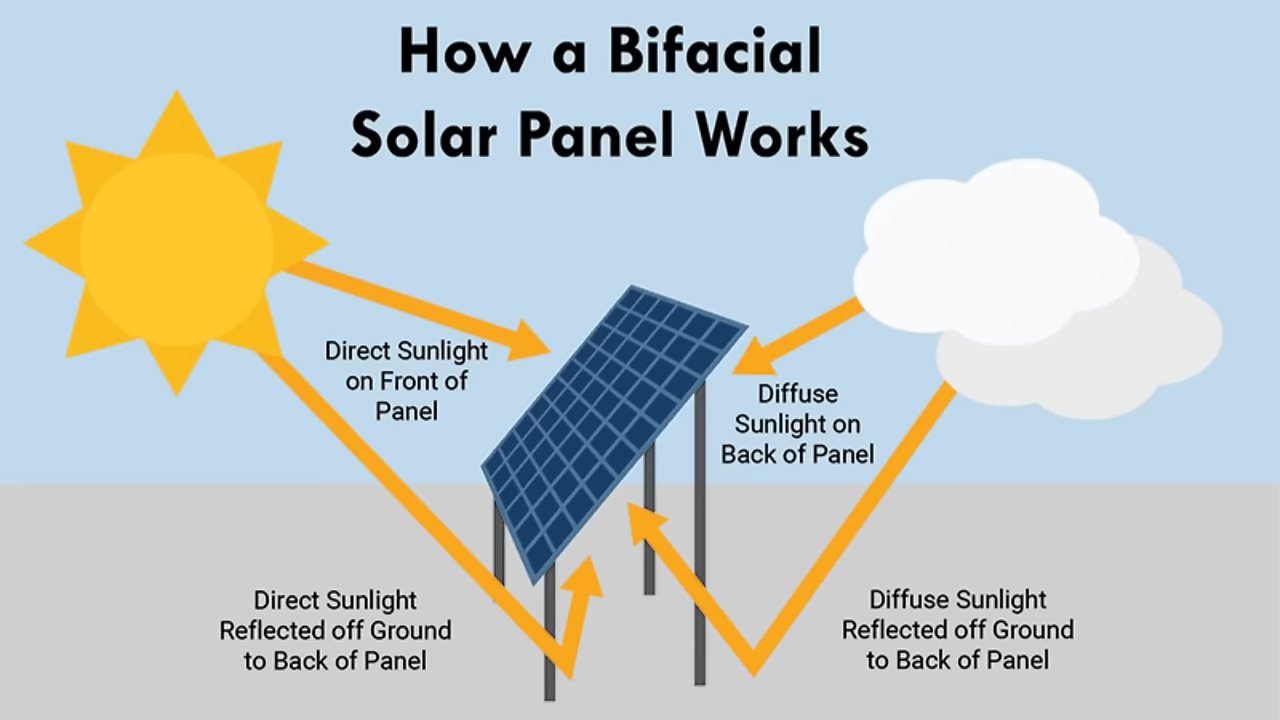 How a Bifacial
Solar Panel Works
Direct Sunlight
on Front of
Panel
Diffuse
Sunlight on
Back of Panel
Direct Sunlight
Reflected off Ground
to Back of Panel
Diffuse Sunlight
Reflected off Ground
to Back of Panel